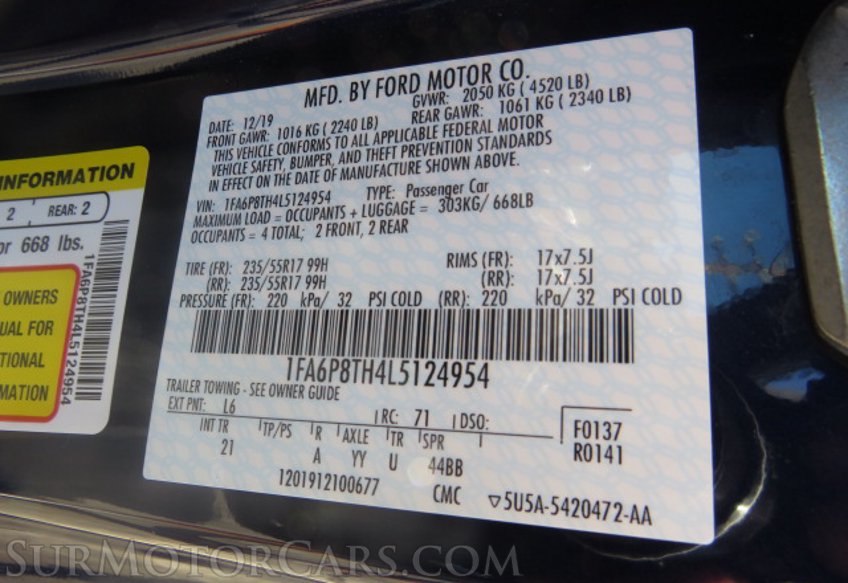 INFORMATION
2 REAR: 2
or 668 lbs.
OWNERS
UAL FOR
TIONAL
RMATION
1FA6P8TH4L5124954
MFD. BY FORD MOTOR CO.
DATE: 12/19 GVWR: 2050 KG ( 4520 LB)
FRONT GAWR: 1016 KG ( 2240 LB) REAR GAWR: 1061 KG ( 2340 LB)
THIS VEHICLE CONFORMS TO ALL APPLICABLE FEDERAL MOTOR
VEHICLE SAFETY, BUMPER, AND THEFT PREVENTION STANDARDS
IN EFFECT ON THE DATE OF MANUFACTURE SHOWN ABOVE.
VIN: 1FA6P8TH4L5124954 TYPE: Passenger Car
MAXIMUM LOAD = OCCUPANTS + LUGGAGE = 303KG/ 668LB
OCCUPANTS = 4 TOTAL; 2 FRONT, 2 REAR
TIRE (FR): 235/55R17 99H RIMS (FR): 17x7.5J
(RR): 235/55R17 99H (RR): 17x7.5J
PRESSURE (FR): 220 kPa/ 32 PSI COLD (RR): 220 kPa/ 32 PSI COLD
1FA6P8TH4L5124954
TRAILER TOWING - SEE OWNER GUIDE
EXT PNT: L6 RC: 71 DSO: F0137
INT TR TP/PS R AXLE TR SPR R0141
21 A YY U 44BB
1201912100677 CMC ▽5U5A-5420472-AA
SURMOTORCARS.COM